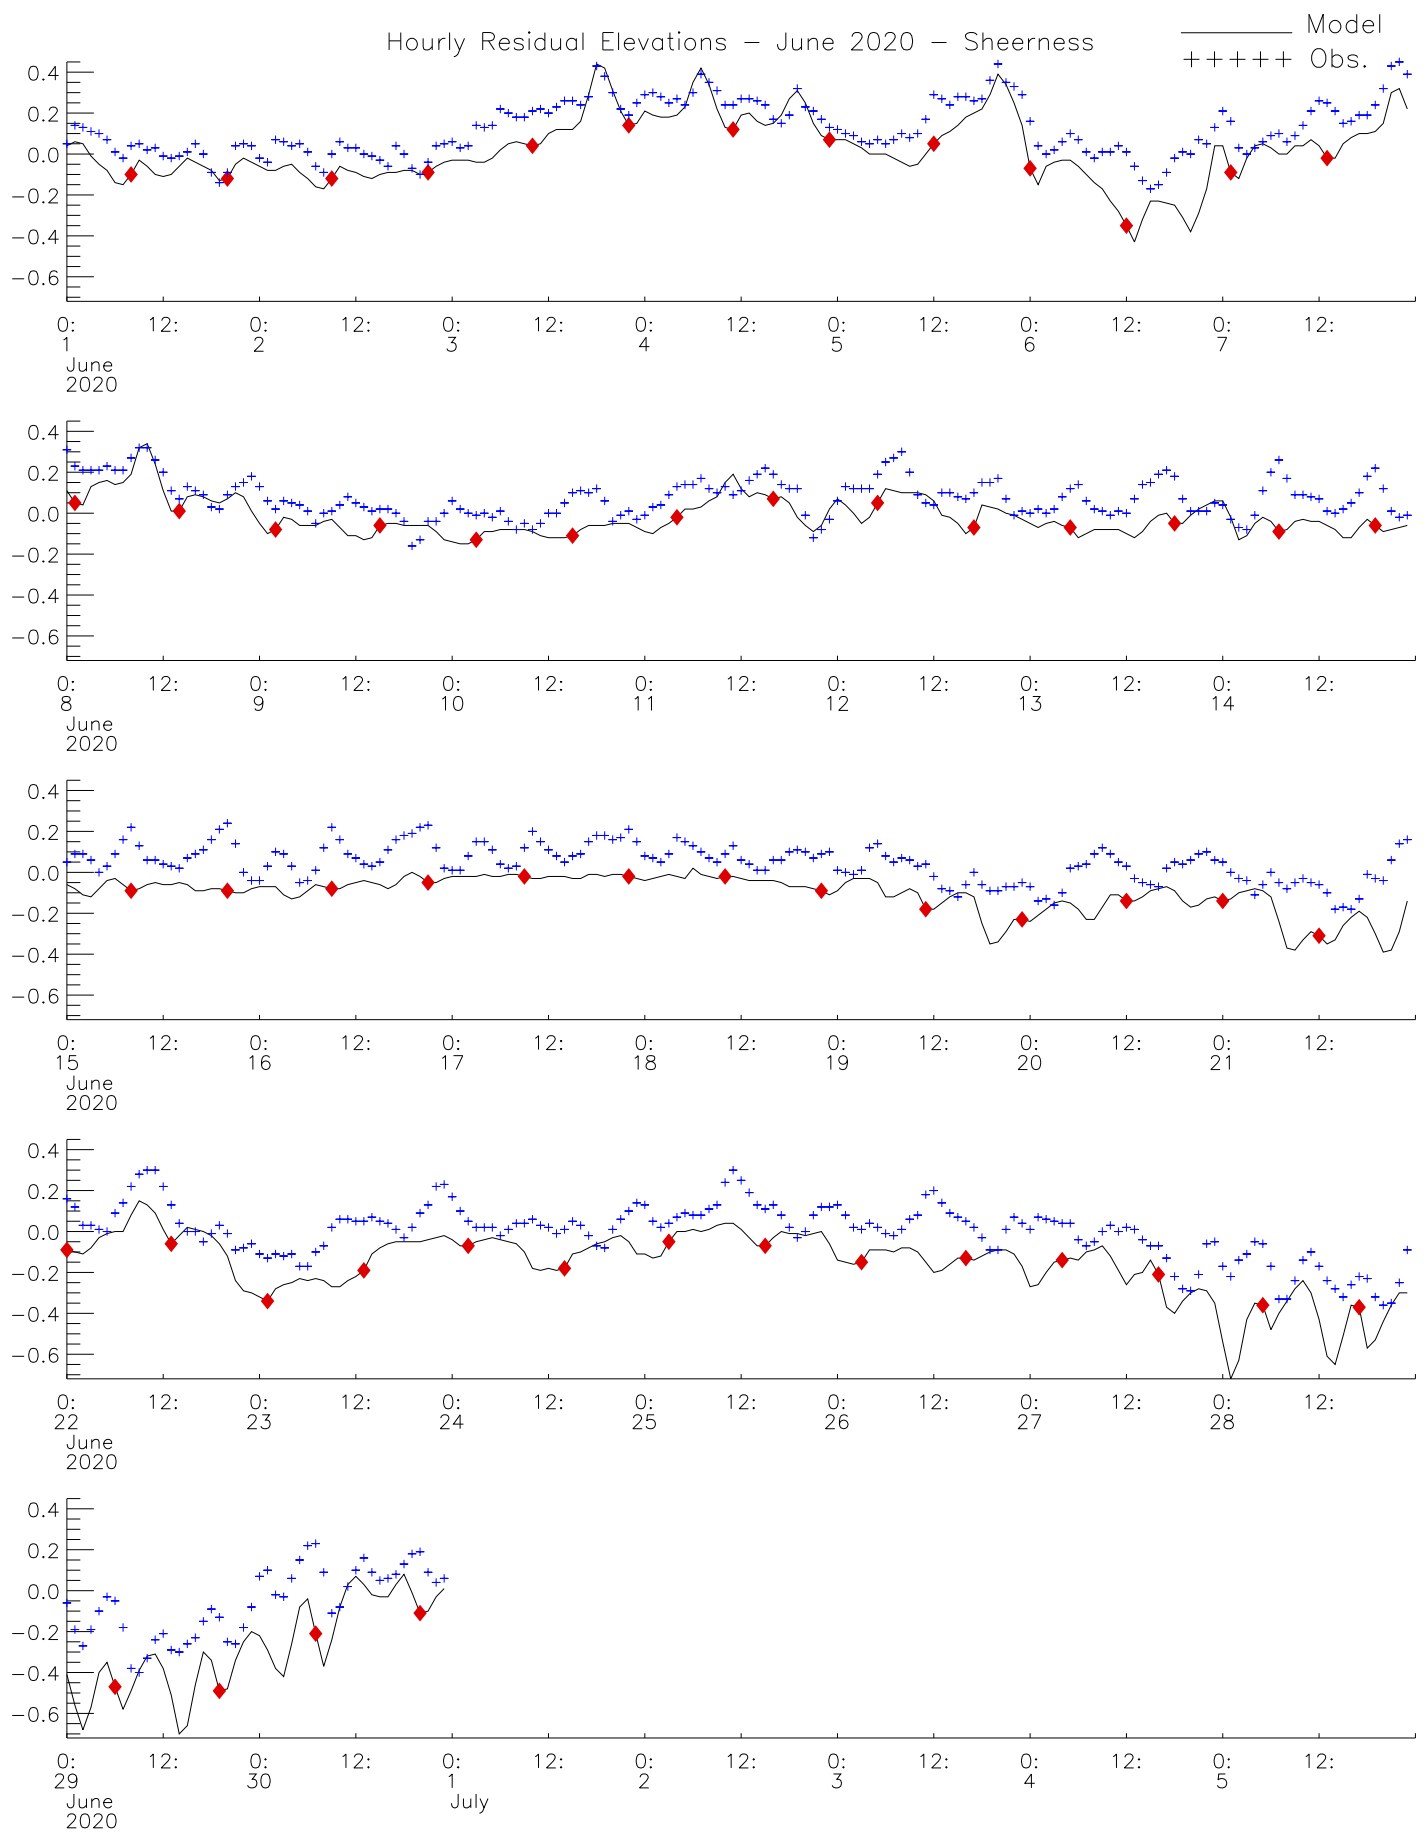 Hourly Residual Elevations − June 2020 − Sheerness
Model
+++++ Obs.
0.4
0.2
0.0
−0.2
−0.4
−0.6
0: 12: 0: 12: 0: 12: 0: 12: 0: 12: 0: 12: 0: 12:
1 2 3 4 5 6 7
June
2020
0.4
0.2
0.0
−0.2
−0.4
−0.6
0: 12: 0: 12: 0: 12: 0: 12: 0: 12: 0: 12: 0: 12:
8 9 10 11 12 13 14
June
2020
0.4
0.2
0.0
−0.2
−0.4
−0.6
0: 12: 0: 12: 0: 12: 0: 12: 0: 12: 0: 12: 0: 12:
15 16 17 18 19 20 21
June
2020
0.4
0.2
0.0
−0.2
−0.4
−0.6
0: 12: 0: 12: 0: 12: 0: 12: 0: 12: 0: 12: 0: 12:
22 23 24 25 26 27 28
June
2020
0.4
0.2
0.0
−0.2
−0.4
−0.6
0: 12: 0: 12: 0: 12: 0: 12: 0: 12: 0: 12: 0: 12:
29 30 1 2 3 4 5
June July
2020